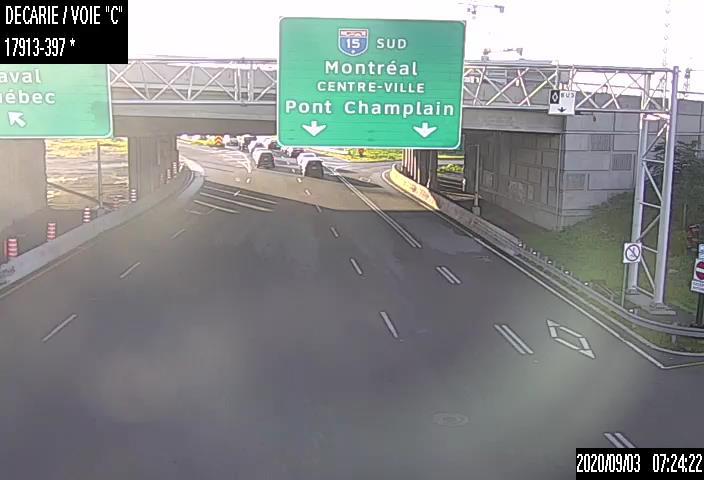 DECARIE / VOIE "C"
17913-397 *
aval
uébec
15 SUD
Montréal
CENTRE-VILLE
Pont Champlain
BUS
2020/09/03 07:24:22